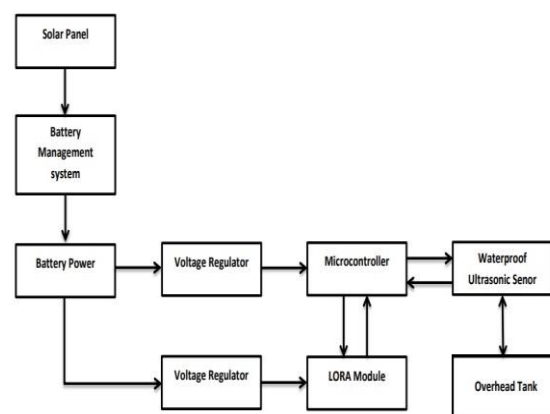 Solar Panel
Battery
Management
system
Battery Power
Voltage Regulator
Microcontroller
Waterproof
Ultrasonic Senor
Voltage Regulator
LORA Module
Overhead Tank